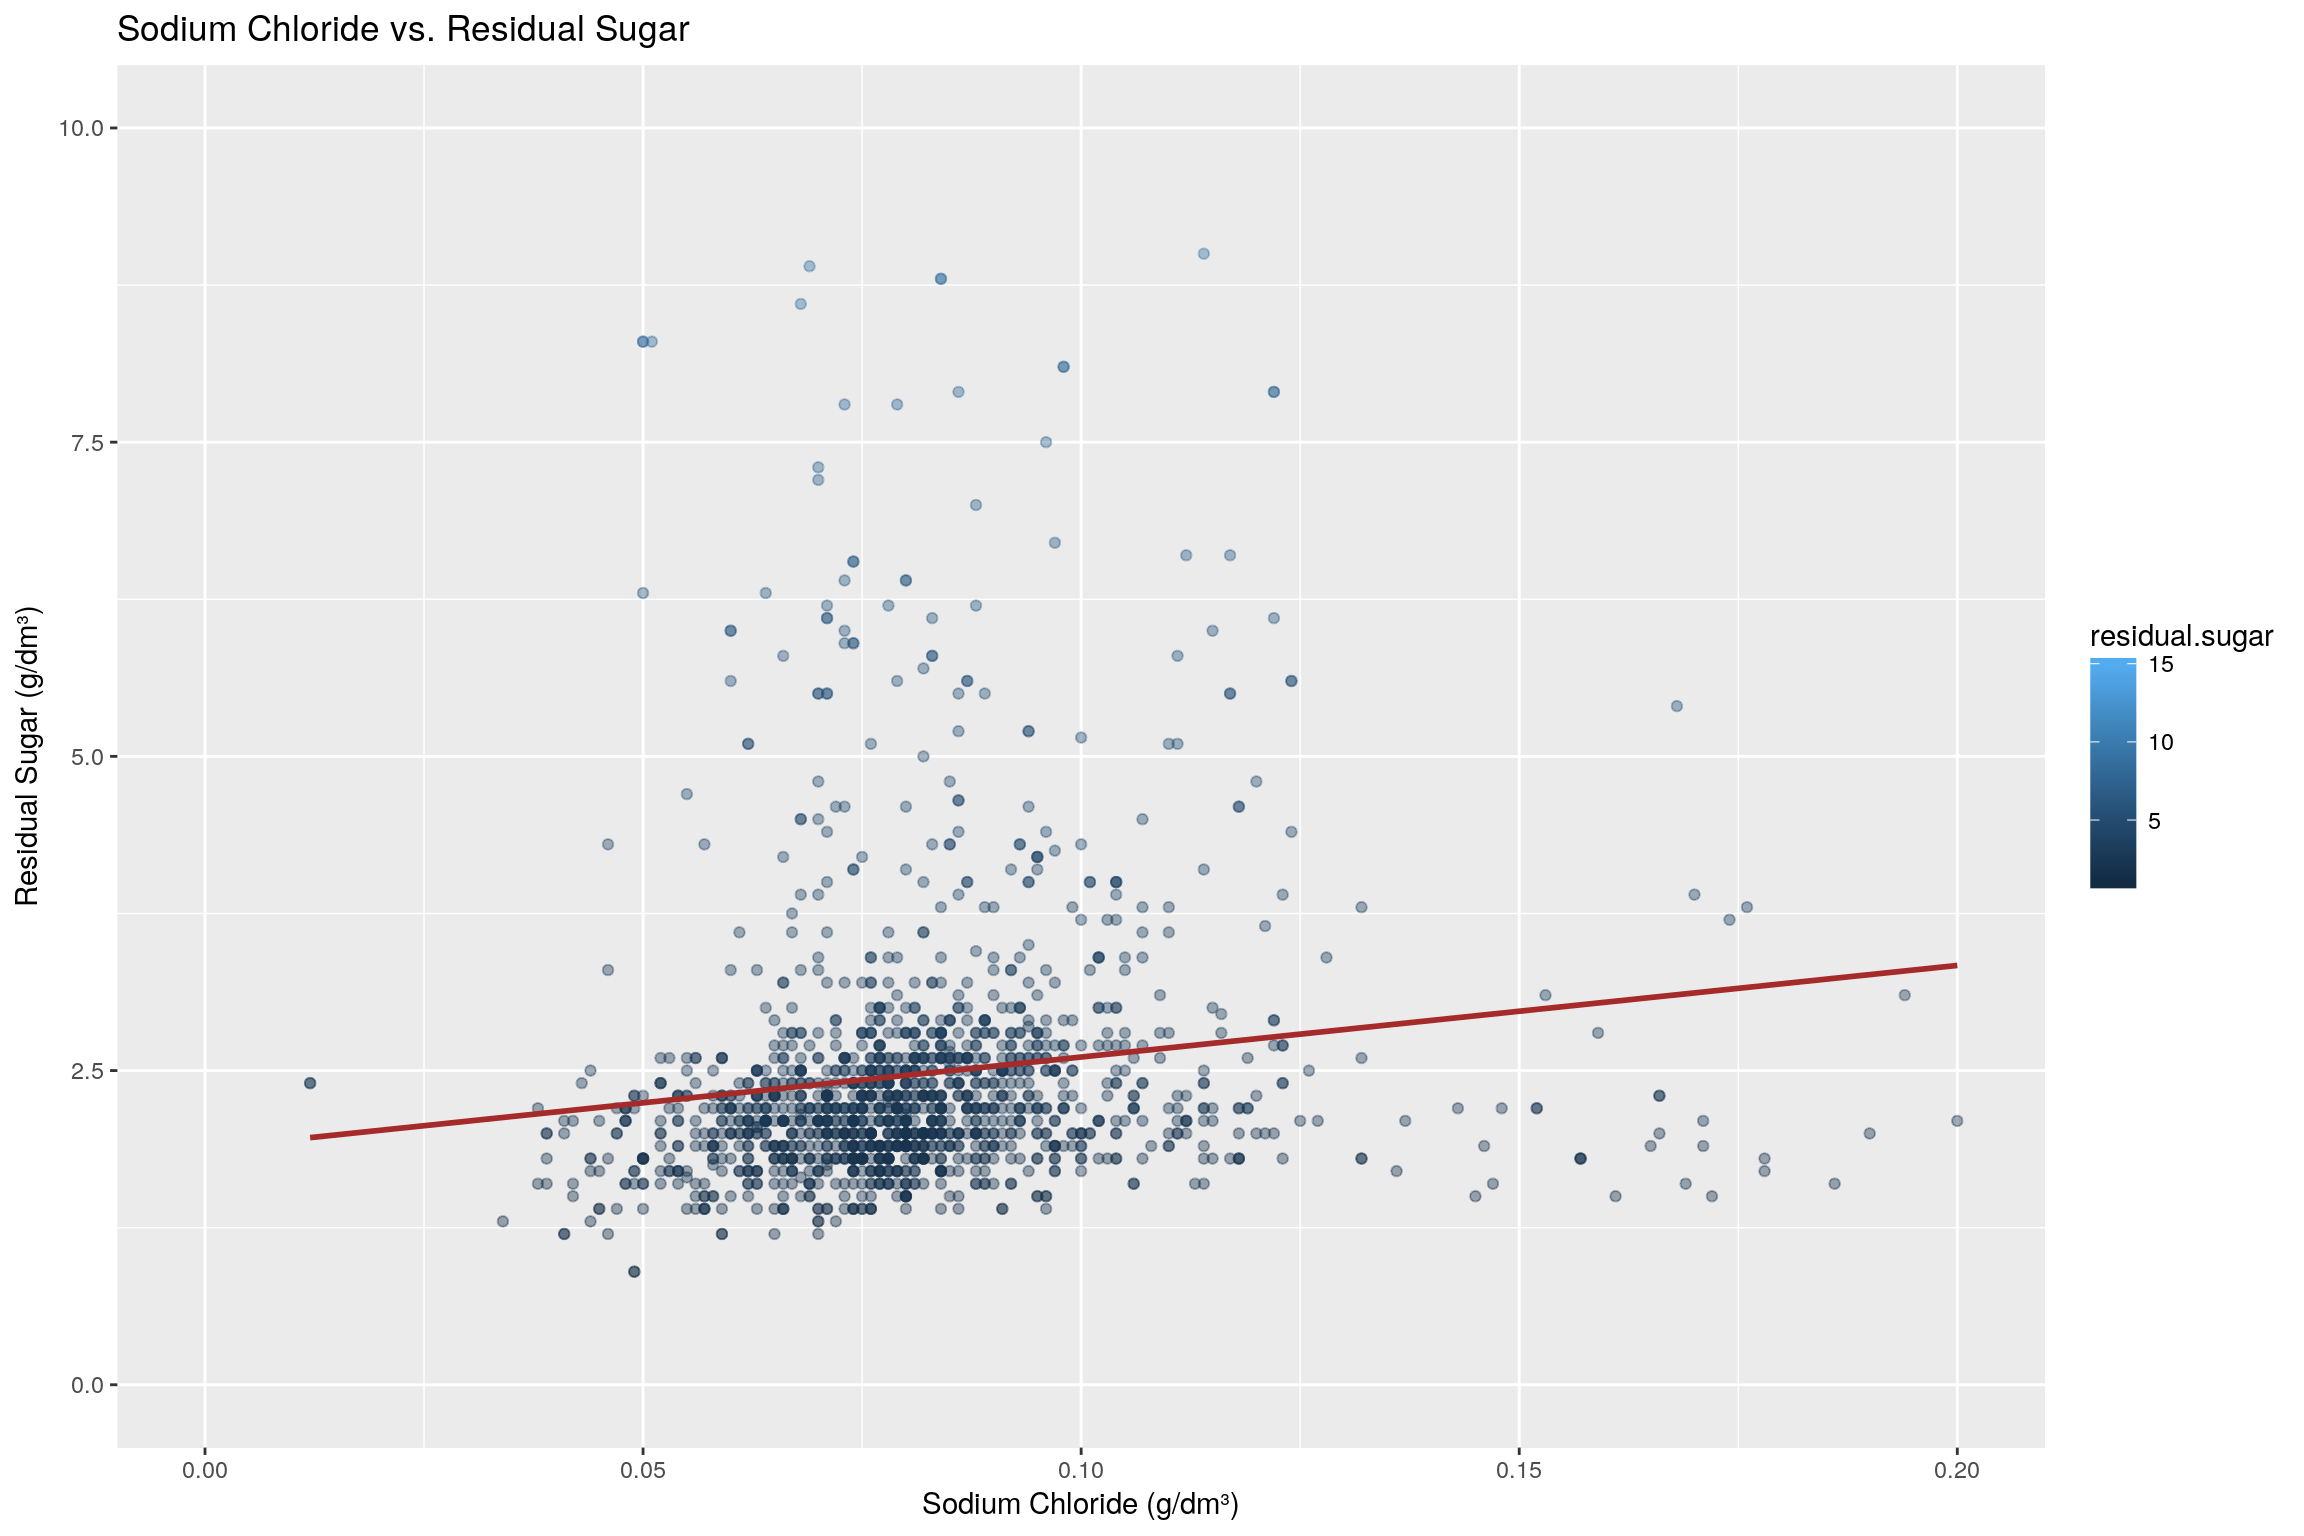 Sodium Chloride vs. Residual Sugar
10.0
7.5
5.0
2.5
0.0
Residual Sugar (g/dm³)
0.00 0.05 0.10 0.15 0.20
Sodium Chloride (g/dm³)
residual.sugar
15
10
5